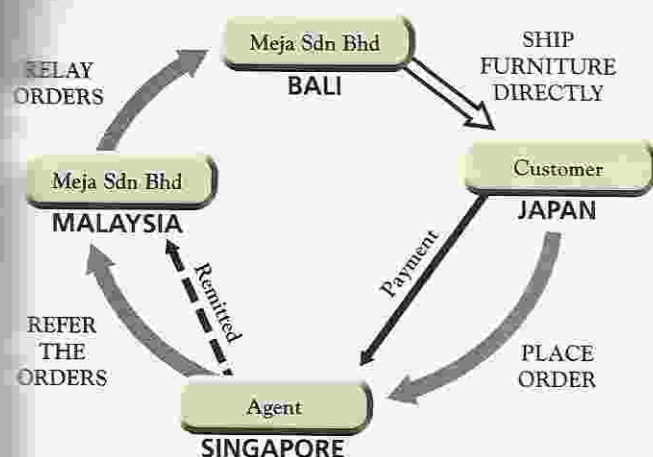 Meja Sdn Bhd
BALI
SHIP
FURNITURE
DIRECTLY
RELAY
ORDERS
Meja Sdn Bhd
MALAYSIA
Customer
JAPAN
Remitted
Payment
REFER
THE
ORDERS
PLACE
ORDER
Agent
SINGAPORE